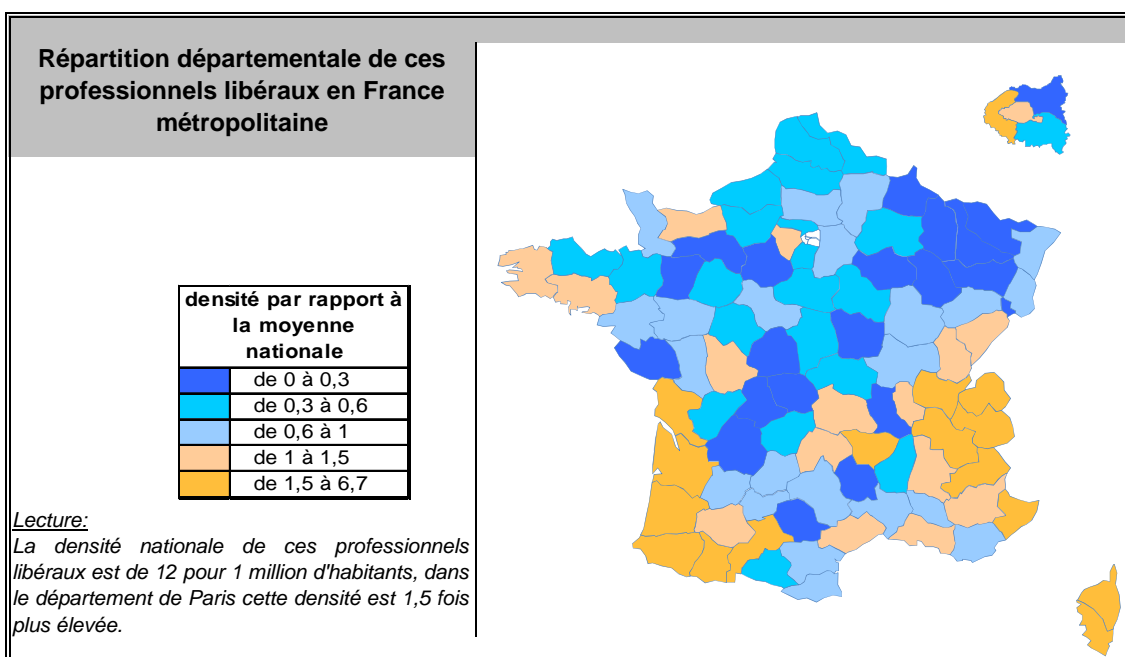 Répartition départementale de ces
professionnels libéraux en France
métropolitaine
densité par rapport à
la moyenne
nationale
de 0 à 0,3
de 0,3 à 0,6
de 0,6 à 1
de 1 à 1,5
de 1,5 à 6,7
Lecture:
La densité nationale de ces professionnels
libéraux est de 12 pour 1 million d'habitants, dans
le département de Paris cette densité est 1,5 fois
plus élevée.